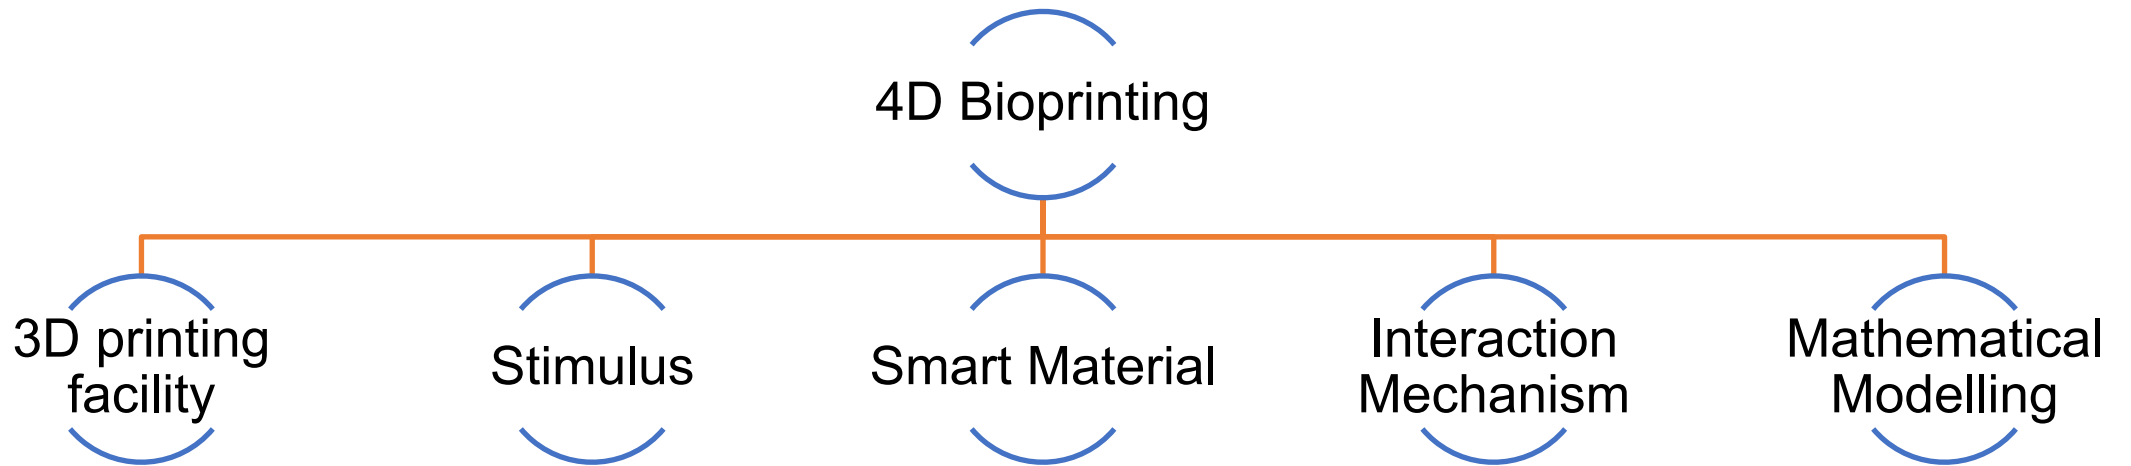 4D Bioprinting
3D printing
facility
Stimulus
Smart Material
Interaction
Mechanism
Mathematical
Modelling